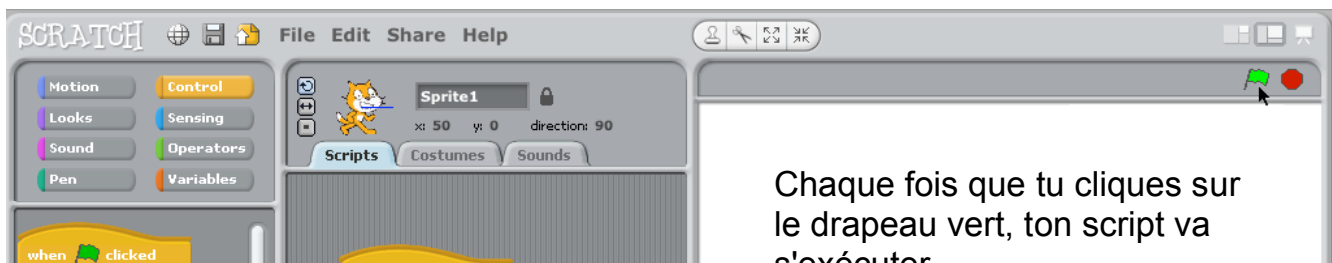 SCRATCH File Edit Share Help
Motion Control
Looks Sensing
Sound Operators
Pen Variables
when clicked
Sprite1
x: 50 y: 0 direction: 90
Scripts Costumes Sounds
Chaque fois que tu cliques sur
le drapeau vert, ton script va
s'exécuter